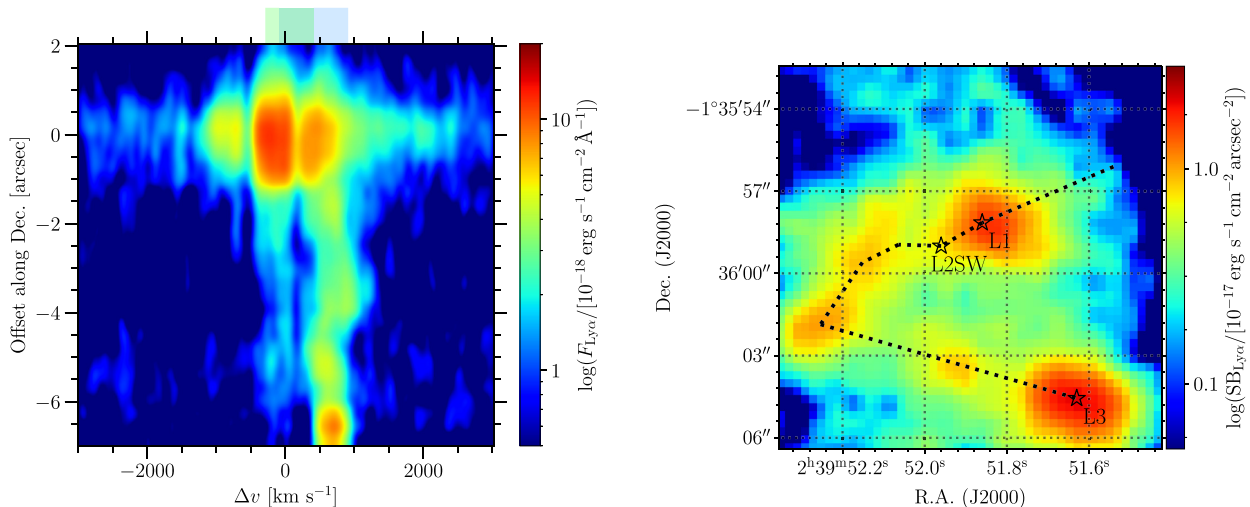 2
0
−2
−4
−6
Offset along Dec. [arcsec]
−2000
0
2000
Δv [km s⁻¹]
10
1
log(F_Lyα/[10⁻¹⁸ erg s⁻¹ cm⁻² Å⁻¹])
−1°35′54″
57″
36′00″
03″
06″
Dec. (J2000)
L1
L2SW
L3
2ʰ39ᵐ52.2ˢ
52.0ˢ
51.8ˢ
51.6ˢ
R.A. (J2000)
1.0
0.1
log(SB_Lyα/[10⁻¹⁷ erg s⁻¹ cm⁻² arcsec⁻²])